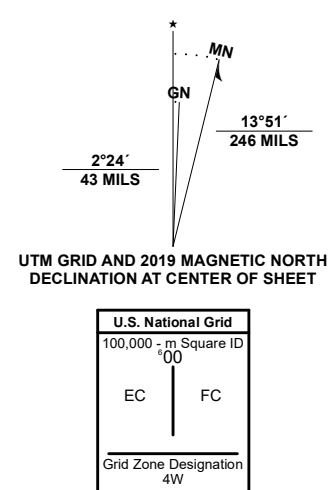 ★
MN
GN
13°51´
246 MILS
2°24´
43 MILS
UTM GRID AND 2019 MAGNETIC NORTH
DECLINATION AT CENTER OF SHEET
U.S. National Grid
100,000 - m Square ID
⁶00
EC FC
Grid Zone Designation
4W